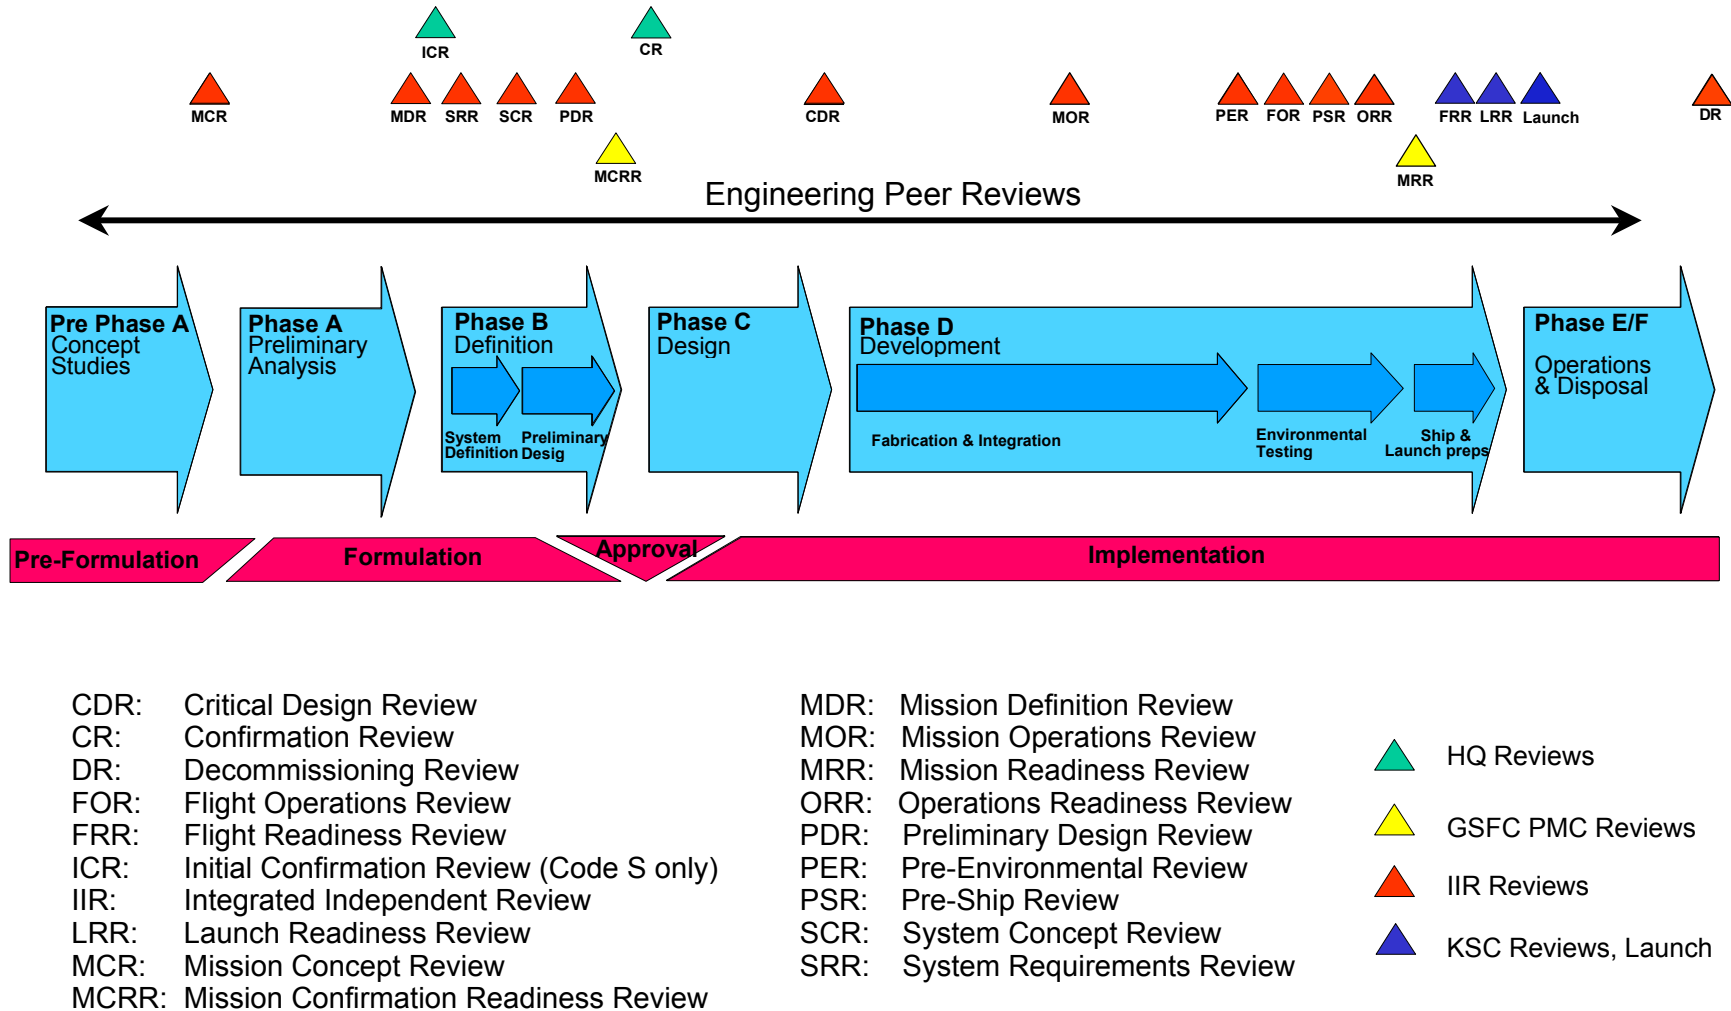 ICR
CR
MCR
MDR
SRR
SCR
PDR
CDR
MOR
PER
FOR
PSR
ORR
FRR
LRR
Launch
DR
MCRR
MRR
Engineering Peer Reviews
Pre Phase A
Concept
Studies
Phase A
Preliminary
Analysis
Phase B
Definition
System
Definition
Preliminary
Desig
Phase C
Design
Phase D
Development
Fabrication & Integration
Environmental
Testing
Ship &
Launch preps
Phase E/F
Operations
& Disposal
Pre-Formulation
Formulation
Approval
Implementation
CDR: Critical Design Review
CR: Confirmation Review
DR: Decommissioning Review
FOR: Flight Operations Review
FRR: Flight Readiness Review
ICR: Initial Confirmation Review (Code S only)
IIR: Integrated Independent Review
LRR: Launch Readiness Review
MCR: Mission Concept Review
MCRR: Mission Confirmation Readiness Review
MDR: Mission Definition Review
MOR: Mission Operations Review
MRR: Mission Readiness Review
ORR: Operations Readiness Review
PDR: Preliminary Design Review
PER: Pre-Environmental Review
PSR: Pre-Ship Review
SCR: System Concept Review
SRR: System Requirements Review
HQ Reviews
GSFC PMC Reviews
IIR Reviews
KSC Reviews, Launch